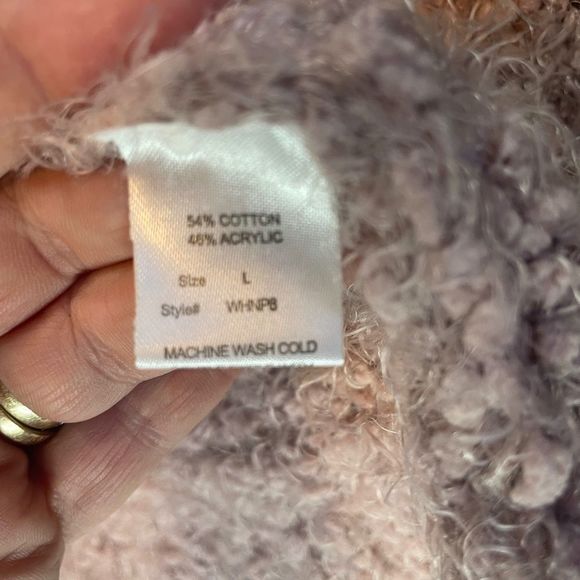 54% COTTON
46% ACRYLIC
Size L
Style# WHNP8
MACHINE WASH COLD